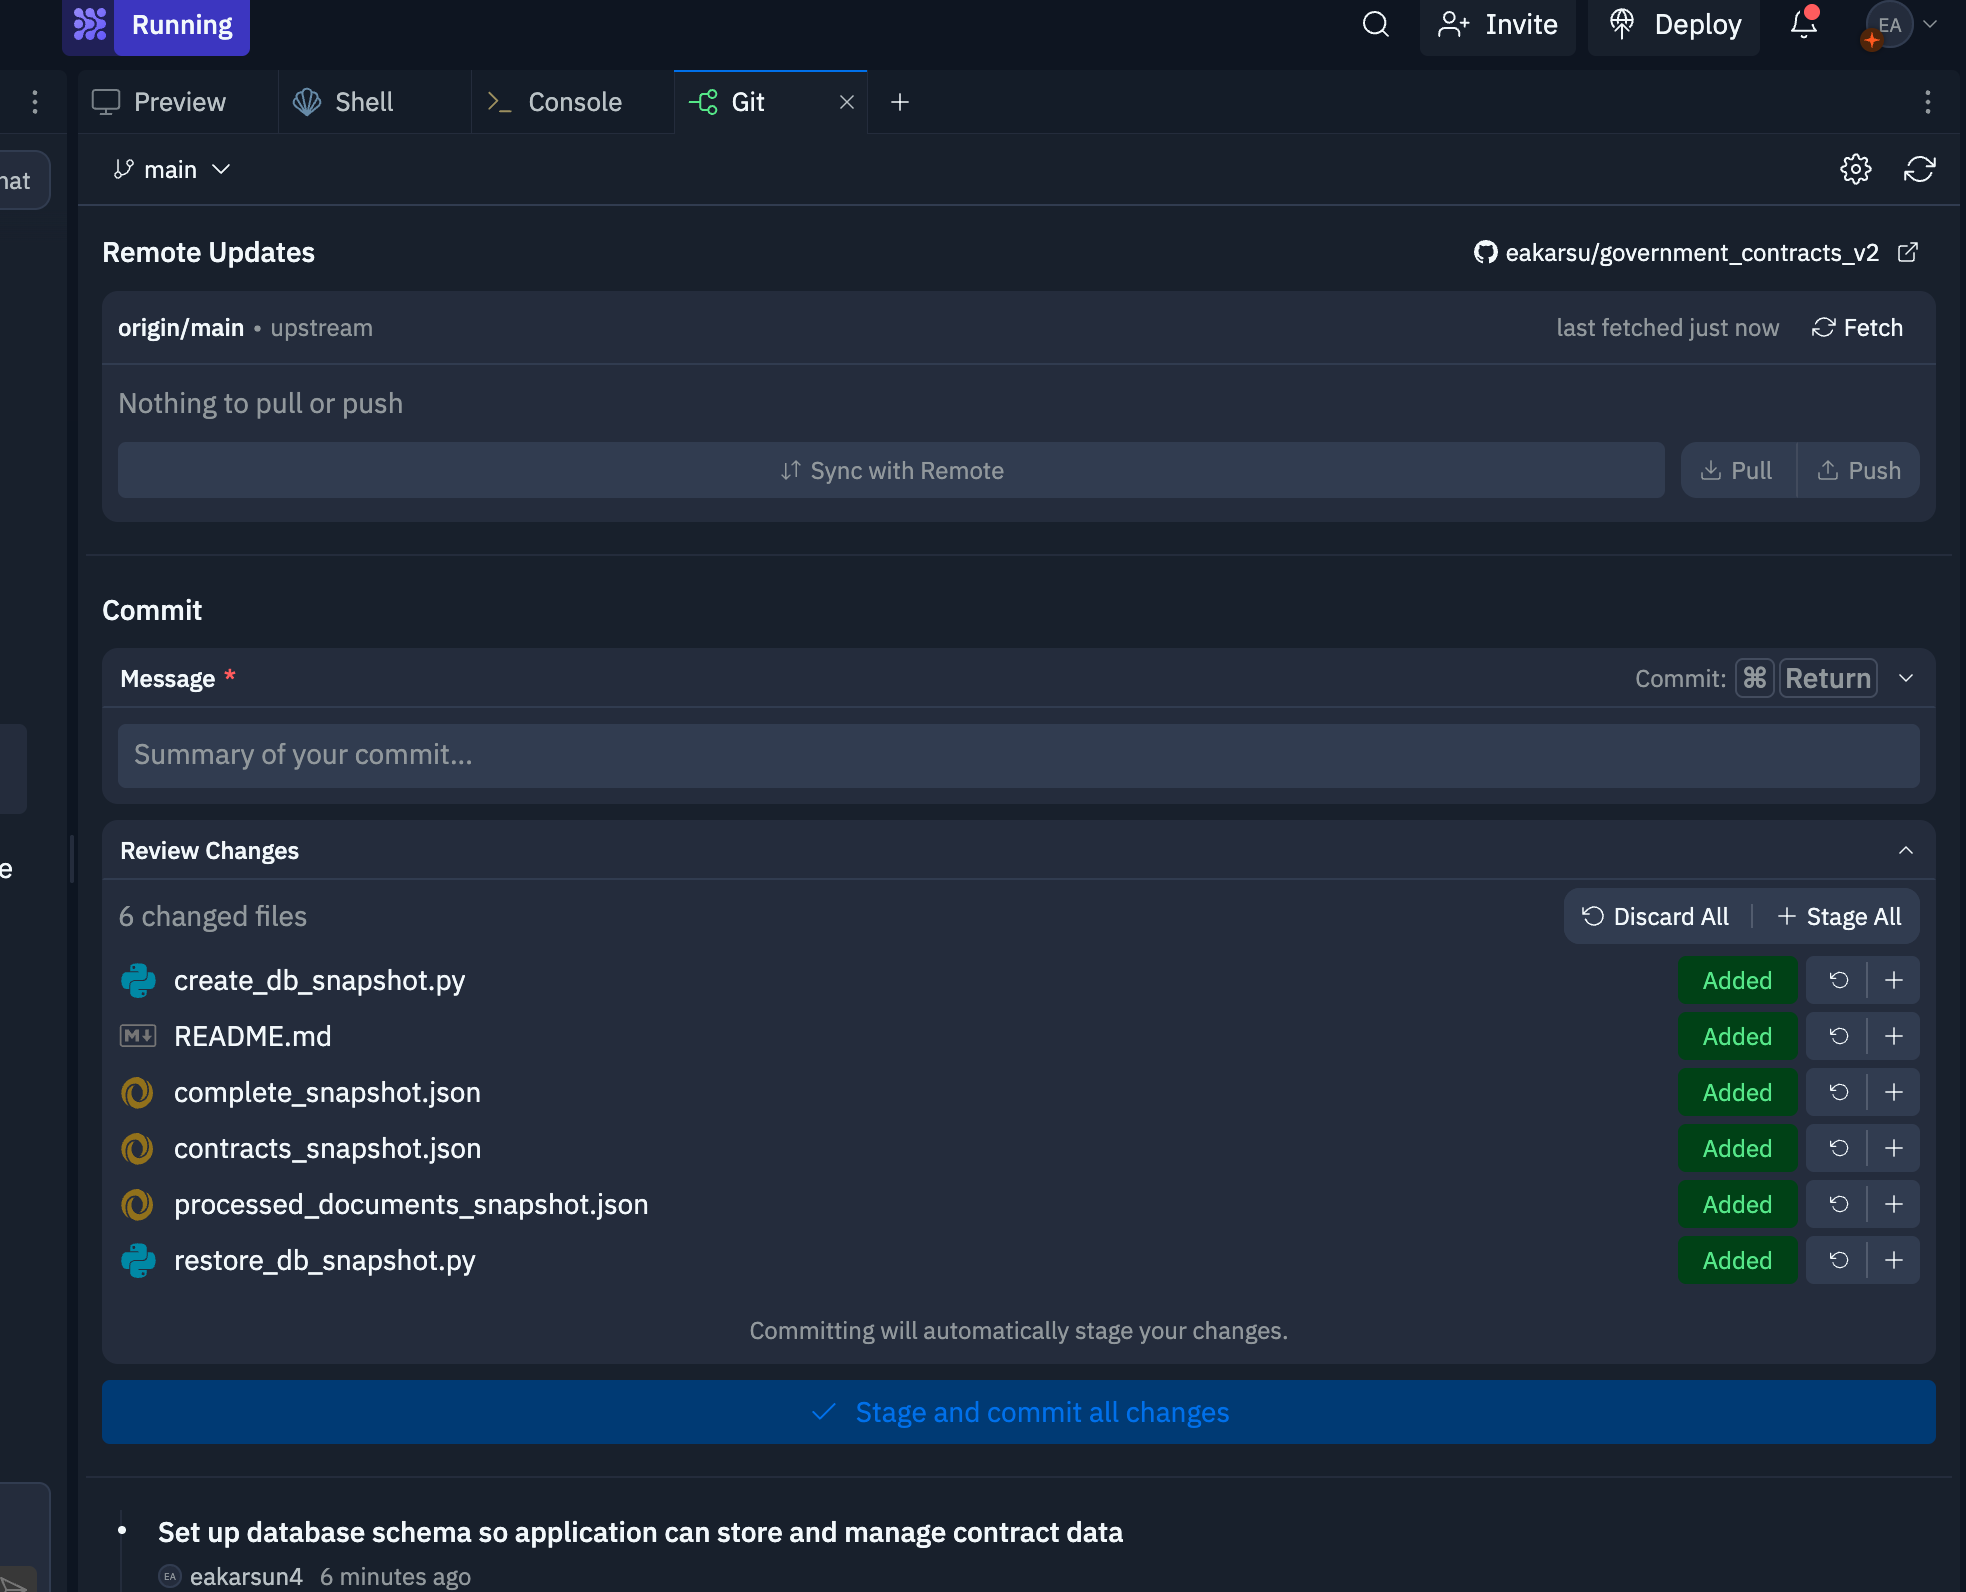 Running
Invite
Deploy
EA
Preview
Shell
Console
Git
hat
main
Remote Updates
eakarsu/government_contracts_v2
origin/main • upstream
last fetched just now
Fetch
Nothing to pull or push
Sync with Remote
Pull
Push
Commit
Message *
Commit: ⌘ Return
Summary of your commit...
e
Review Changes
6 changed files
Discard All
Stage All
create_db_snapshot.py
Added
README.md
Added
complete_snapshot.json
Added
contracts_snapshot.json
Added
processed_documents_snapshot.json
Added
restore_db_snapshot.py
Added
Committing will automatically stage your changes.
Stage and commit all changes
Set up database schema so application can store and manage contract data
EA eakarsun4 6 minutes ago